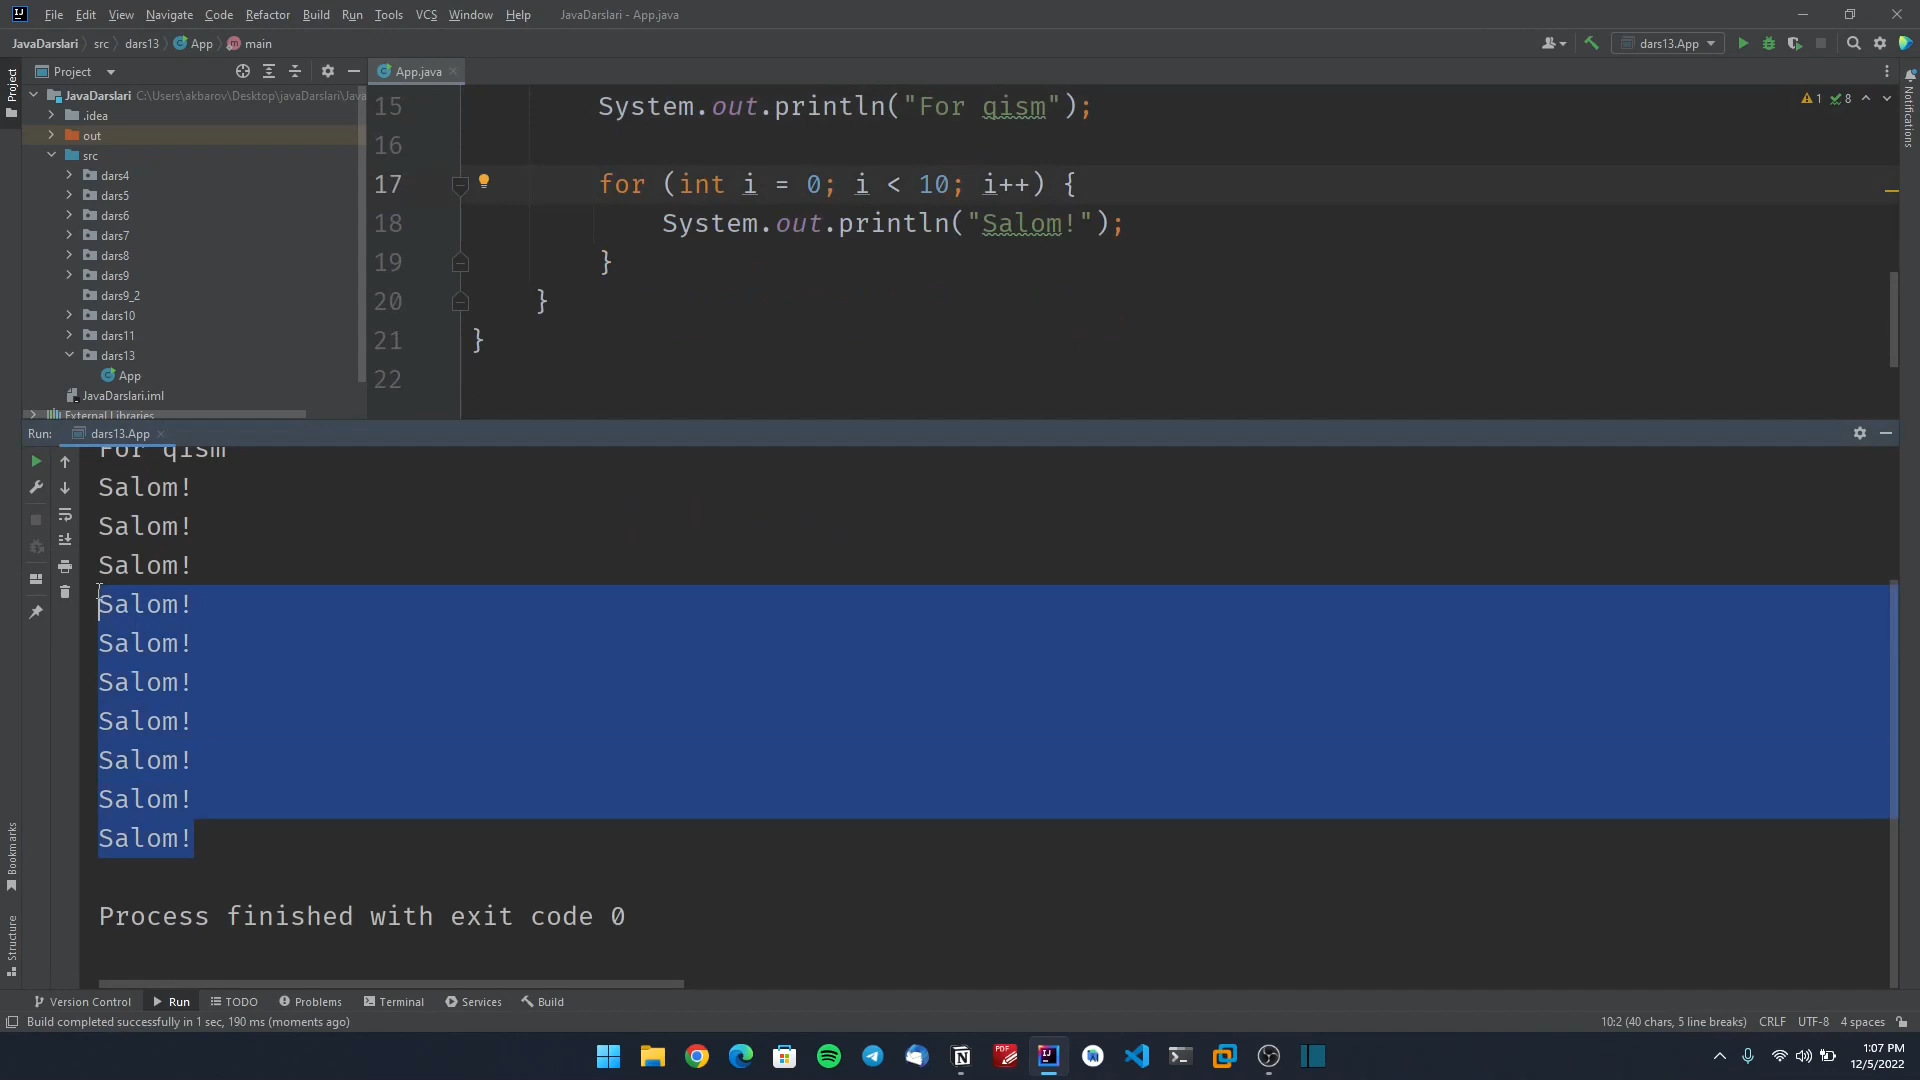 File Edit View Navigate Code Refactor Build Run Tools VCS Window Help JavaDarslari - App.java
JavaDarslari src dars13 App main
dars13.App
Project
App.java
Project
JavaDarslari C:\Users\akbarov\Desktop\javaDarslari\Java
.idea
out
src
dars4
dars5
dars6
dars7
dars8
dars9
dars9_2
dars10
dars11
dars13
App
JavaDarslari.iml
External Libraries
15 System.out.println("For qism");
16
17 for (int i = 0; i < 10; i++) {
18 System.out.println("Salom!");
19 }
20 }
21 }
22
1 8
Notifications
Run: dars13.App
For qism
Salom!
Salom!
Salom!
Salom!
Salom!
Salom!
Salom!
Salom!
Salom!
Salom!
Process finished with exit code 0
Bookmarks
Structure
Version Control Run TODO Problems Terminal Services Build
Build completed successfully in 1 sec, 190 ms (moments ago)
10:2 (40 chars, 5 line breaks) CRLF UTF-8 4 spaces
1:07 PM
12/5/2022